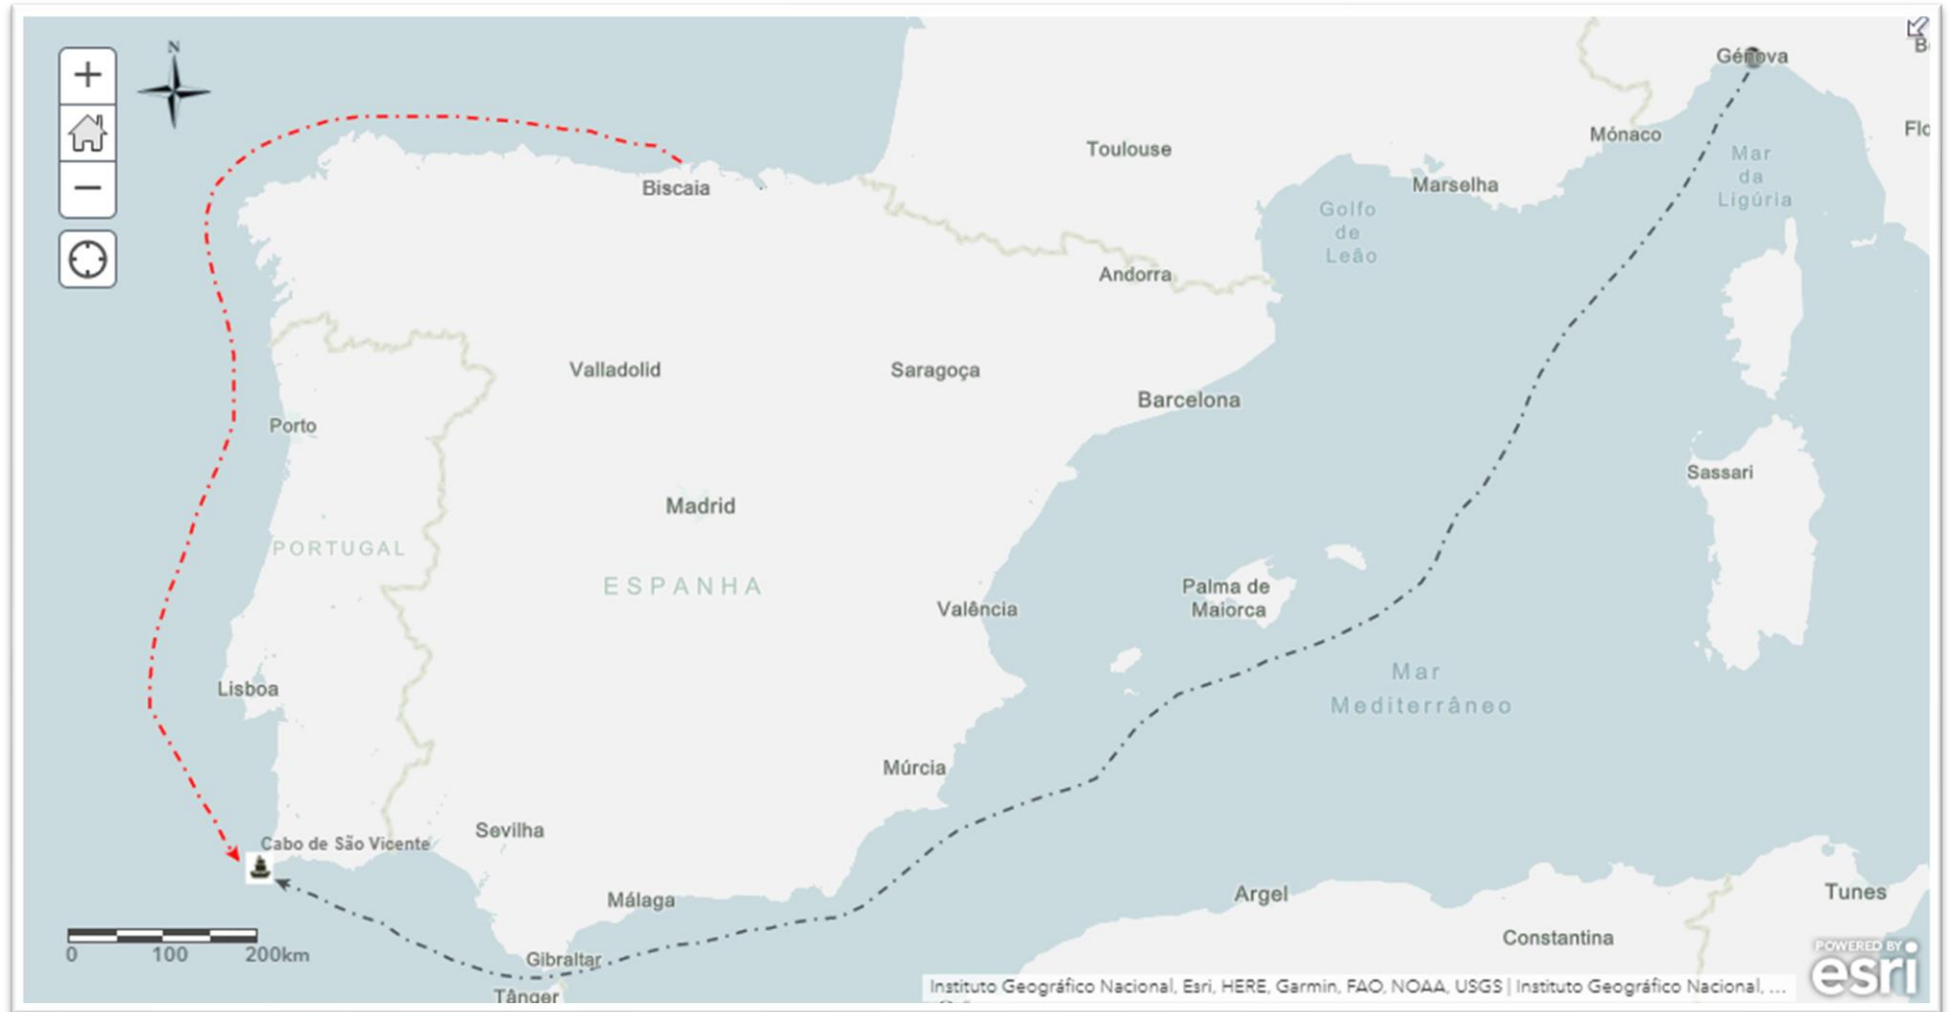 N
+
−
Génova
Mónaco
Toulouse
Mar
da
Ligúria
Marselha
Biscaia
Golfo
de
Leão
Andorra
Valladolid
Saragoça
Barcelona
Porto
Sassari
Madrid
PORTUGAL
ESPANHA
Palma de
Maiorca
Valência
Mar
Mediterrâneo
Lisboa
Múrcia
Sevilha
Cabo de São Vicente
Málaga
Argel
Tunes
Constantina
Gibraltar
Tânger
0 100 200km
POWERED BY
esri
Instituto Geográfico Nacional, Esri, HERE, Garmin, FAO, NOAA, USGS | Instituto Geográfico Nacional, ...